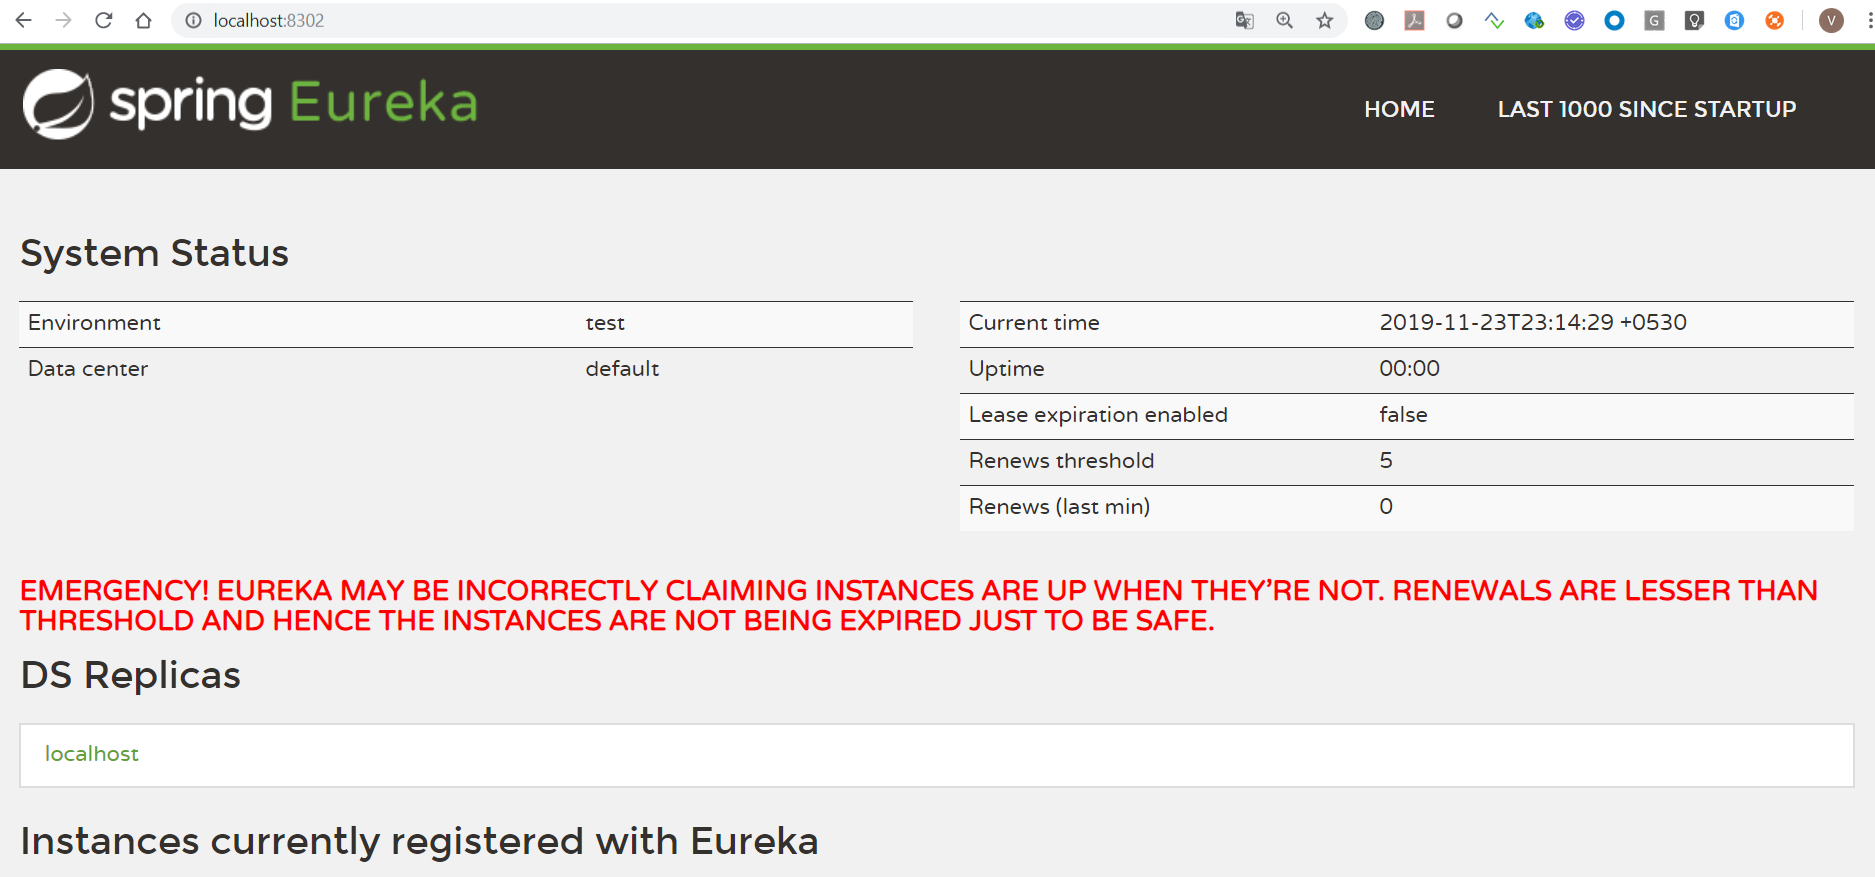 localhost:8302
V
spring Eureka
HOME LAST 1000 SINCE STARTUP
System Status
Environment test
Data center default
Current time 2019-11-23T23:14:29 +0530
Uptime 00:00
Lease expiration enabled false
Renews threshold 5
Renews (last min) 0
EMERGENCY! EUREKA MAY BE INCORRECTLY CLAIMING INSTANCES ARE UP WHEN THEY’RE NOT. RENEWALS ARE LESSER THAN
THRESHOLD AND HENCE THE INSTANCES ARE NOT BEING EXPIRED JUST TO BE SAFE.
DS Replicas
localhost
Instances currently registered with Eureka